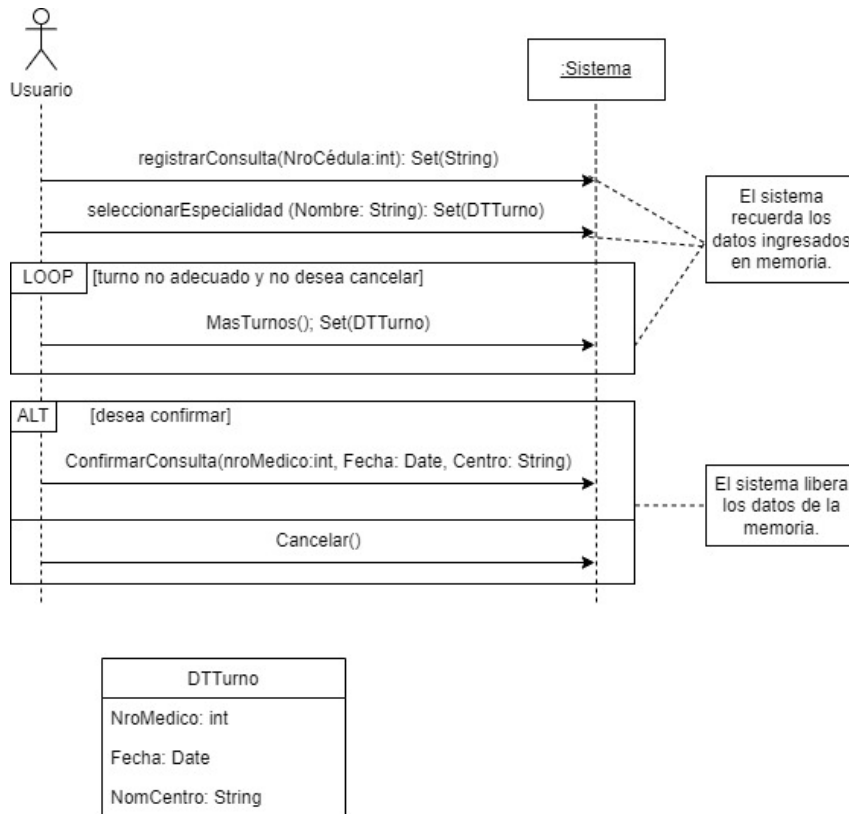 Usuario
:Sistema
registrarConsulta(NroCédula:int): Set(String)
seleccionarEspecialidad (Nombre: String): Set(DTTurno)
El sistema
recuerda los
datos ingresados
en memoria.
LOOP
[turno no adecuado y no desea cancelar]
MasTurnos(); Set(DTTurno)
ALT
[desea confirmar]
ConfirmarConsulta(nroMedico:int, Fecha: Date, Centro: String)
El sistema libera
los datos de la
memoria.
Cancelar()
DTTurno
NroMedico: int
Fecha: Date
NomCentro: String